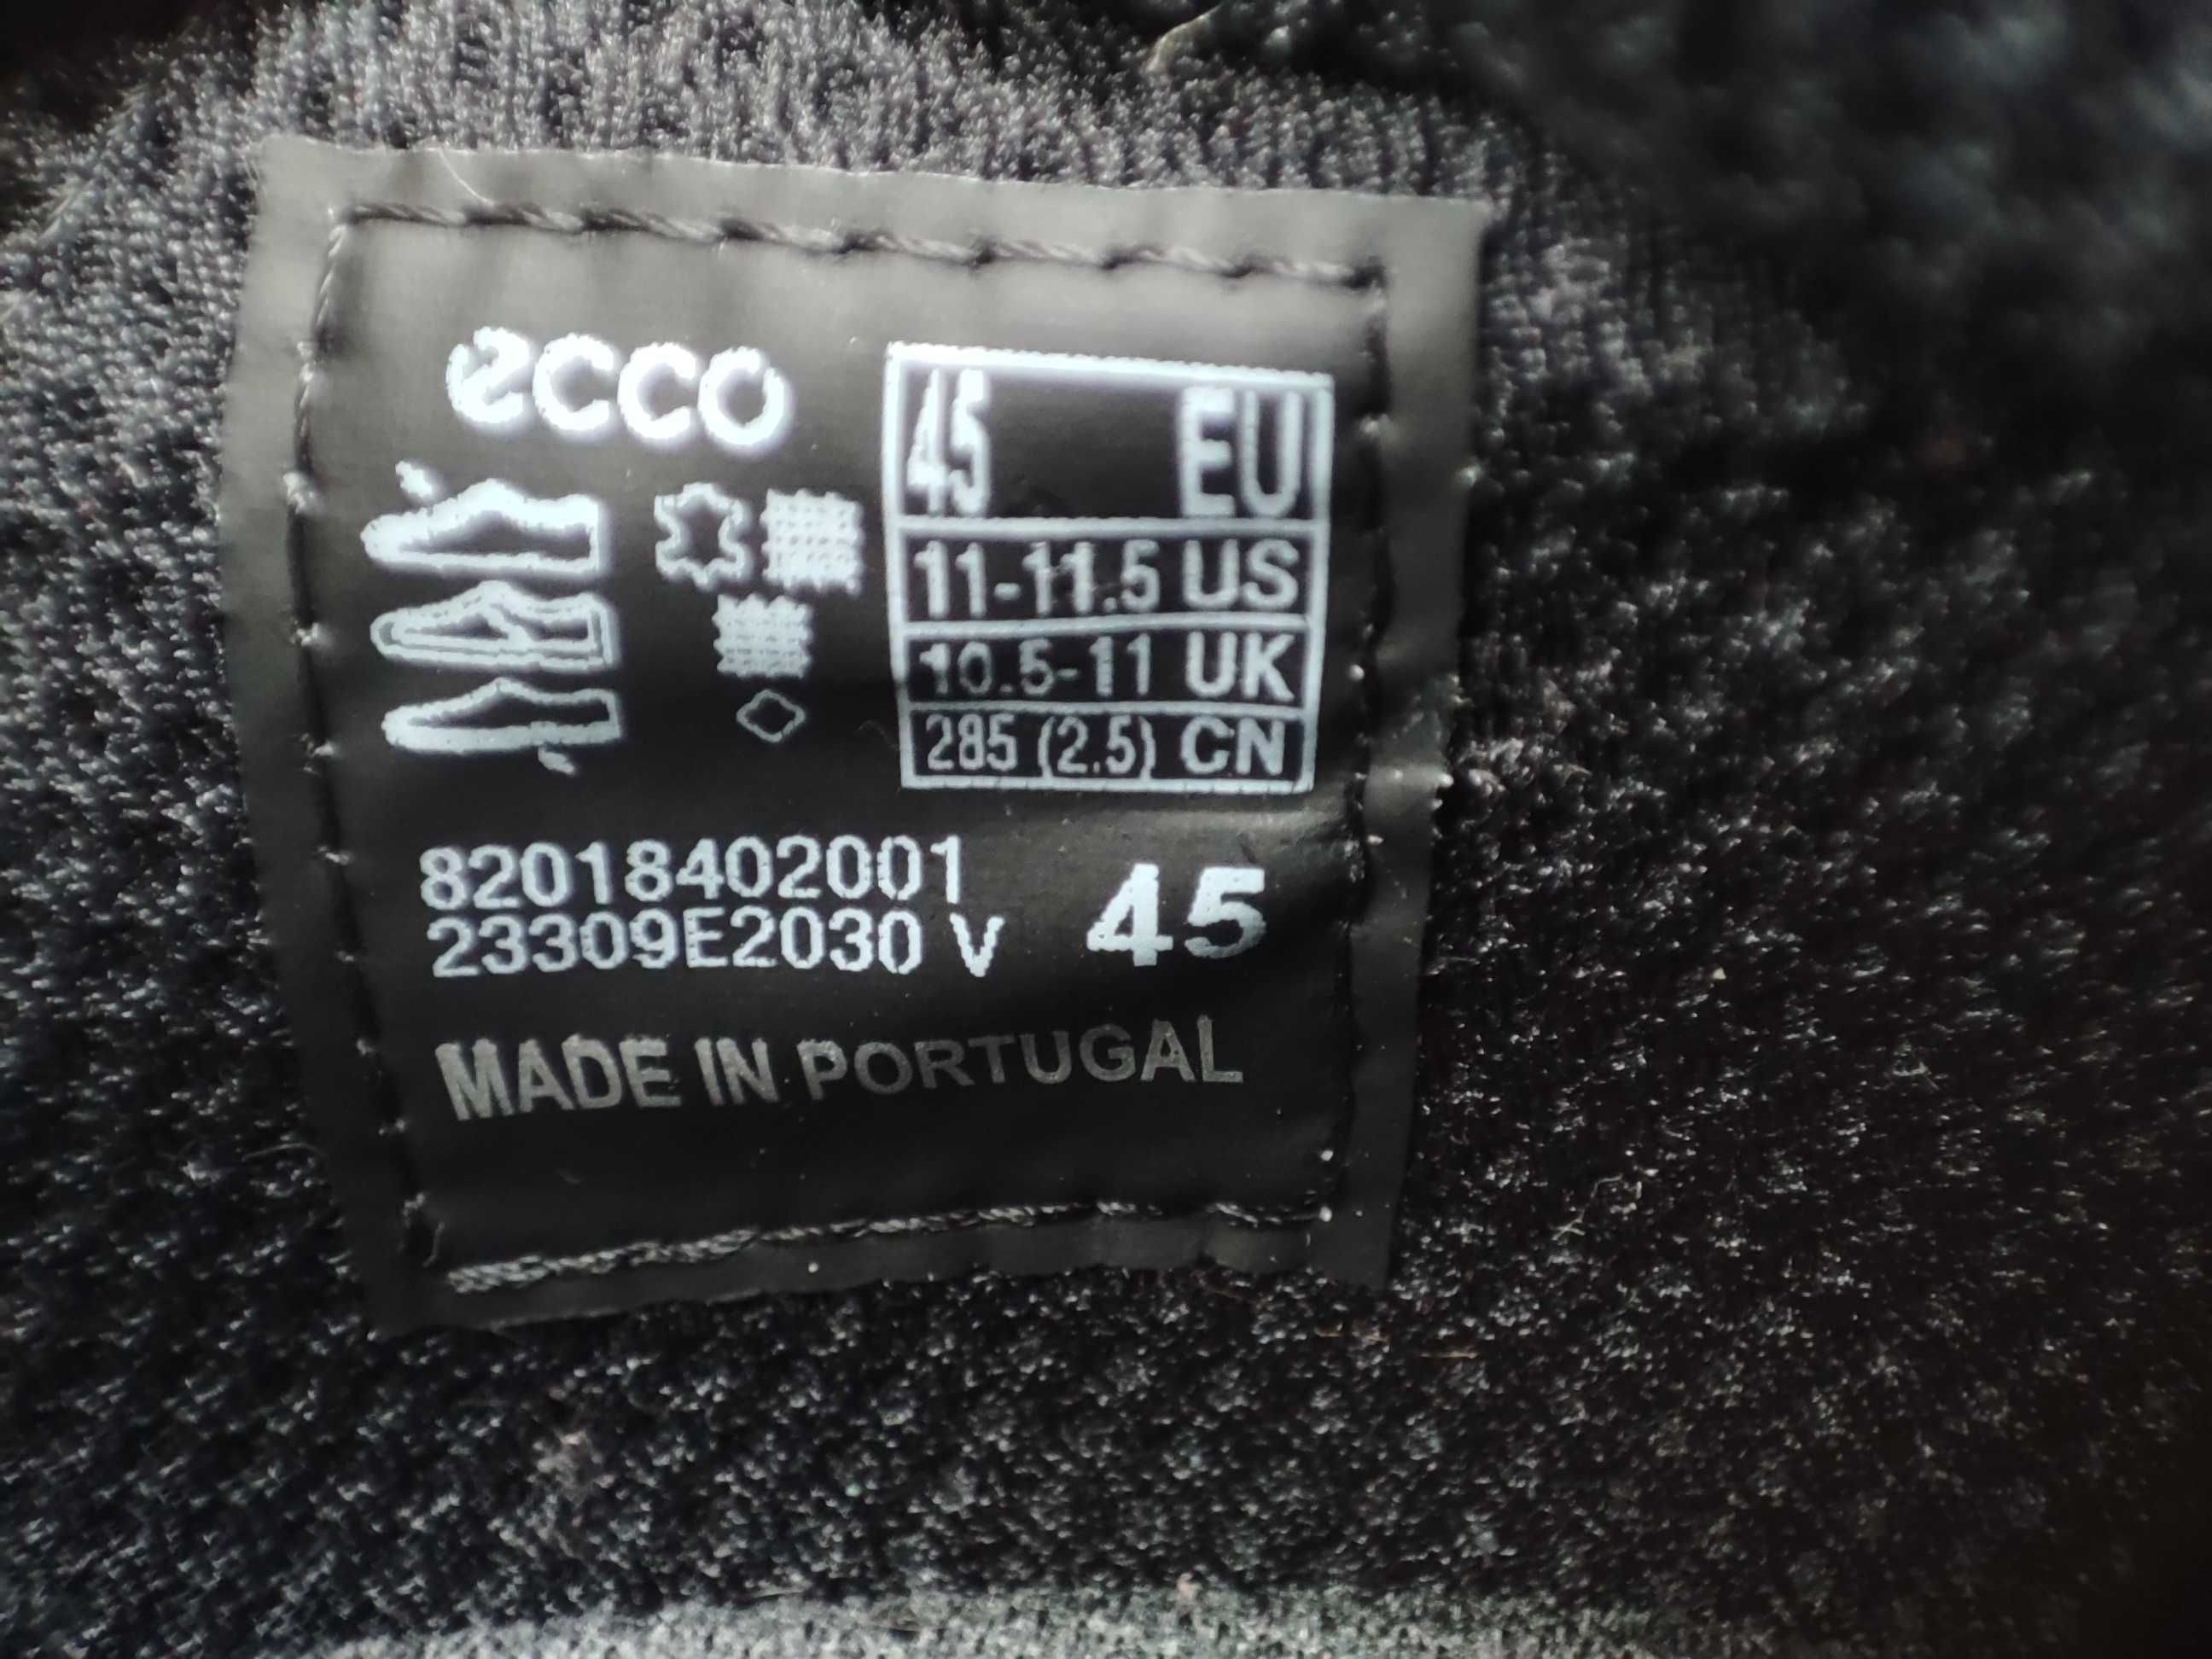 ecco
45 EU
11-11.5 US
10.5-11 UK
285 (2.5) CN
82018402001
23309E2030 V 45
MADE IN PORTUGAL